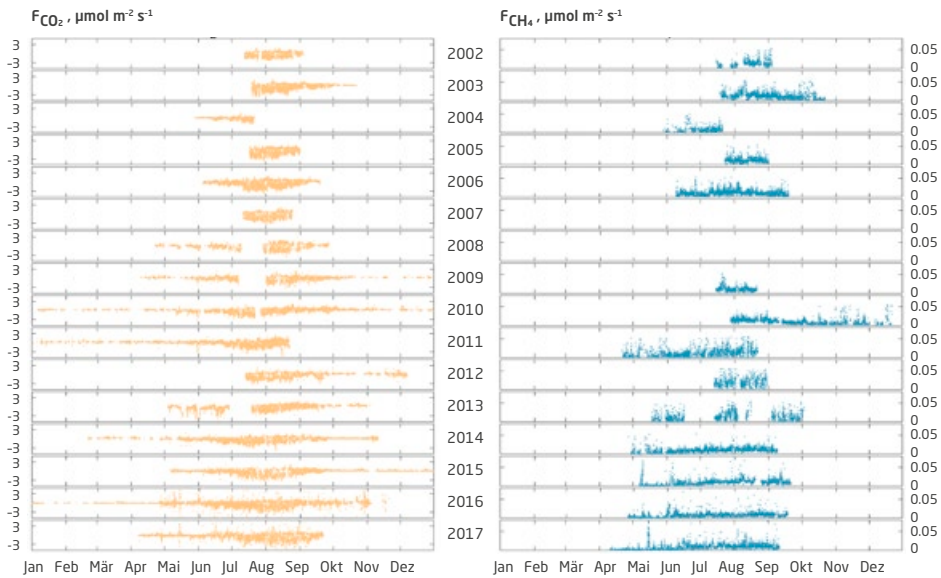 F_CO₂ , µmol m⁻² s⁻¹
F_CH₄ , µmol m⁻² s⁻¹
3 -3 2002 0.05 0
3 -3 2003 0.05 0
3 -3 2004 0.05 0
3 -3 2005 0.05 0
3 -3 2006 0.05 0
3 -3 2007 0.05 0
3 -3 2008 0.05 0
3 -3 2009 0.05 0
3 -3 2010 0.05 0
3 -3 2011 0.05 0
3 -3 2012 0.05 0
3 -3 2013 0.05 0
3 -3 2014 0.05 0
3 -3 2015 0.05 0
3 -3 2016 0.05 0
3 -3 2017 0.05 0
Jan Feb Mär Apr Mai Jun Jul Aug Sep Okt Nov Dez
Jan Feb Mär Apr Mai Jun Jul Aug Sep Okt Nov Dez